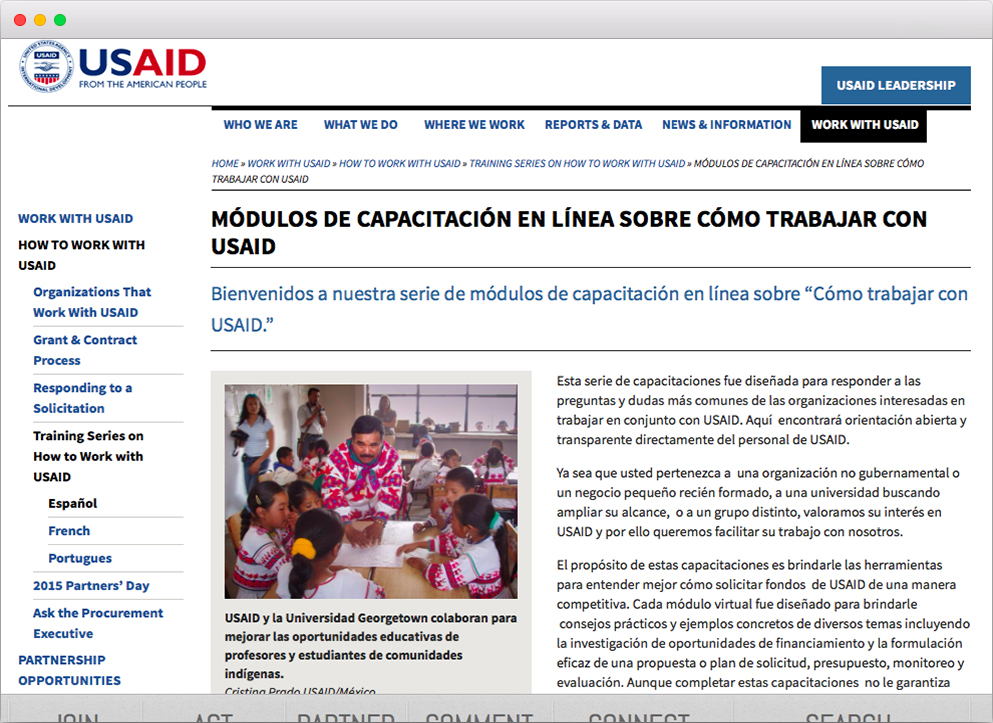 USAID
FROM THE AMERICAN PEOPLE
USAID LEADERSHIP
WHO WE ARE WHAT WE DO WHERE WE WORK REPORTS & DATA NEWS & INFORMATION WORK WITH USAID
HOME » WORK WITH USAID » HOW TO WORK WITH USAID » TRAINING SERIES ON HOW TO WORK WITH USAID » MÓDULOS DE CAPACITACIÓN EN LÍNEA SOBRE CÓMO
TRABAJAR CON USAID
WORK WITH USAID
HOW TO WORK WITH
USAID
Organizations That
Work With USAID
Grant & Contract
Process
Responding to a
Solicitation
Training Series on
How to Work with
USAID
Español
French
Portugues
2015 Partners’ Day
Ask the Procurement
Executive
PARTNERSHIP
OPPORTUNITIES
MÓDULOS DE CAPACITACIÓN EN LÍNEA SOBRE CÓMO TRABAJAR CON
USAID
Bienvenidos a nuestra serie de módulos de capacitación en línea sobre “Cómo trabajar con
USAID.”
USAID y la Universidad Georgetown colaboran para
mejorar las oportunidades educativas de
profesores y estudiantes de comunidades
indígenas.
Cristina Prado USAID/México
Esta serie de capacitaciones fue diseñada para responder a las
preguntas y dudas más comunes de las organizaciones interesadas en
trabajar en conjunto con USAID. Aquí encontrará orientación abierta y
transparente directamente del personal de USAID.
Ya sea que usted pertenezca a una organización no gubernamental o
un negocio pequeño recién formado, a una universidad buscando
ampliar su alcance, o a un grupo distinto, valoramos su interés en
USAID y por ello queremos facilitar su trabajo con nosotros.
El propósito de estas capacitaciones es brindarle las herramientas
para entender mejor cómo solicitar fondos de USAID de una manera
competitiva. Cada módulo virtual fue diseñado para brindarle
consejos prácticos y ejemplos concretos de diversos temas incluyendo
la investigación de oportunidades de financiamiento y la formulación
eficaz de una propuesta o plan de solicitud, presupuesto, monitoreo y
evaluación. Aunque completar estas capacitaciones no le garantiza
JOIN ACT PARTNER COMMENT CONNECT SEARCH